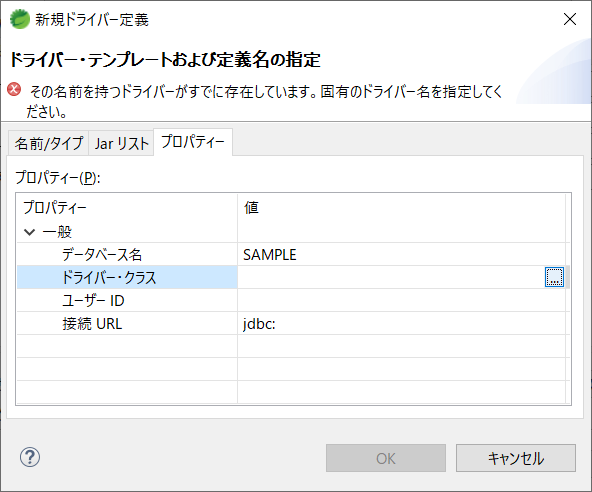 新規ドライバー定義
ドライバー・テンプレートおよび定義名の指定
その名前を持つドライバーがすでに存在しています。固有のドライバー名を指定してく
ださい。
名前/タイプ Jar リスト プロパティー
プロパティー(P):
プロパティー 値
一般
データベース名 SAMPLE
ドライバー・クラス ...
ユーザー ID
接続 URL jdbc:
? OK キャンセル